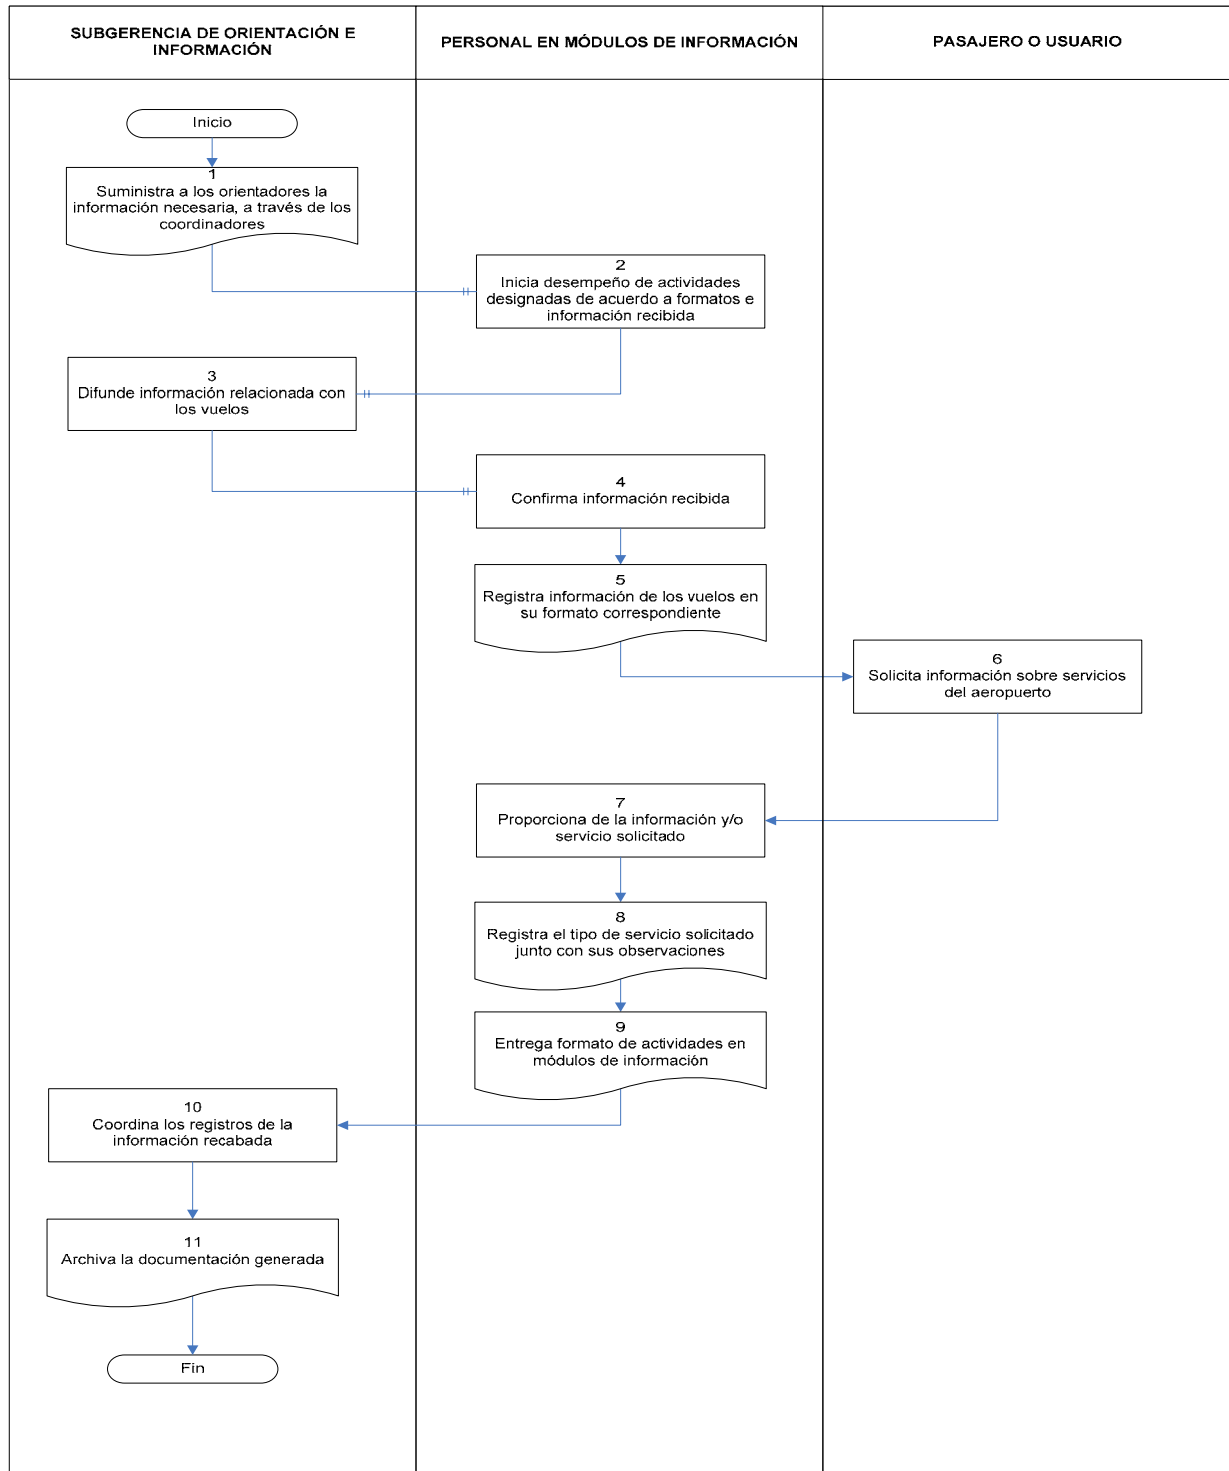 SUBGERENCIA DE ORIENTACIÓN E
INFORMACIÓN
PERSONAL EN MÓDULOS DE INFORMACIÓN
PASAJERO O USUARIO
Inicio
1
Suministra a los orientadores la
información necesaria, a través de los
coordinadores
2
Inicia desempeño de actividades
designadas de acuerdo a formatos e
información recibida
3
Difunde información relacionada con
los vuelos
4
Confirma información recibida
5
Registra información de los vuelos en
su formato correspondiente
6
Solicita información sobre servicios
del aeropuerto
7
Proporciona de la información y/o
servicio solicitado
8
Registra el tipo de servicio solicitado
junto con sus observaciones
9
Entrega formato de actividades en
módulos de información
10
Coordina los registros de la
información recabada
11
Archiva la documentación generada
Fin